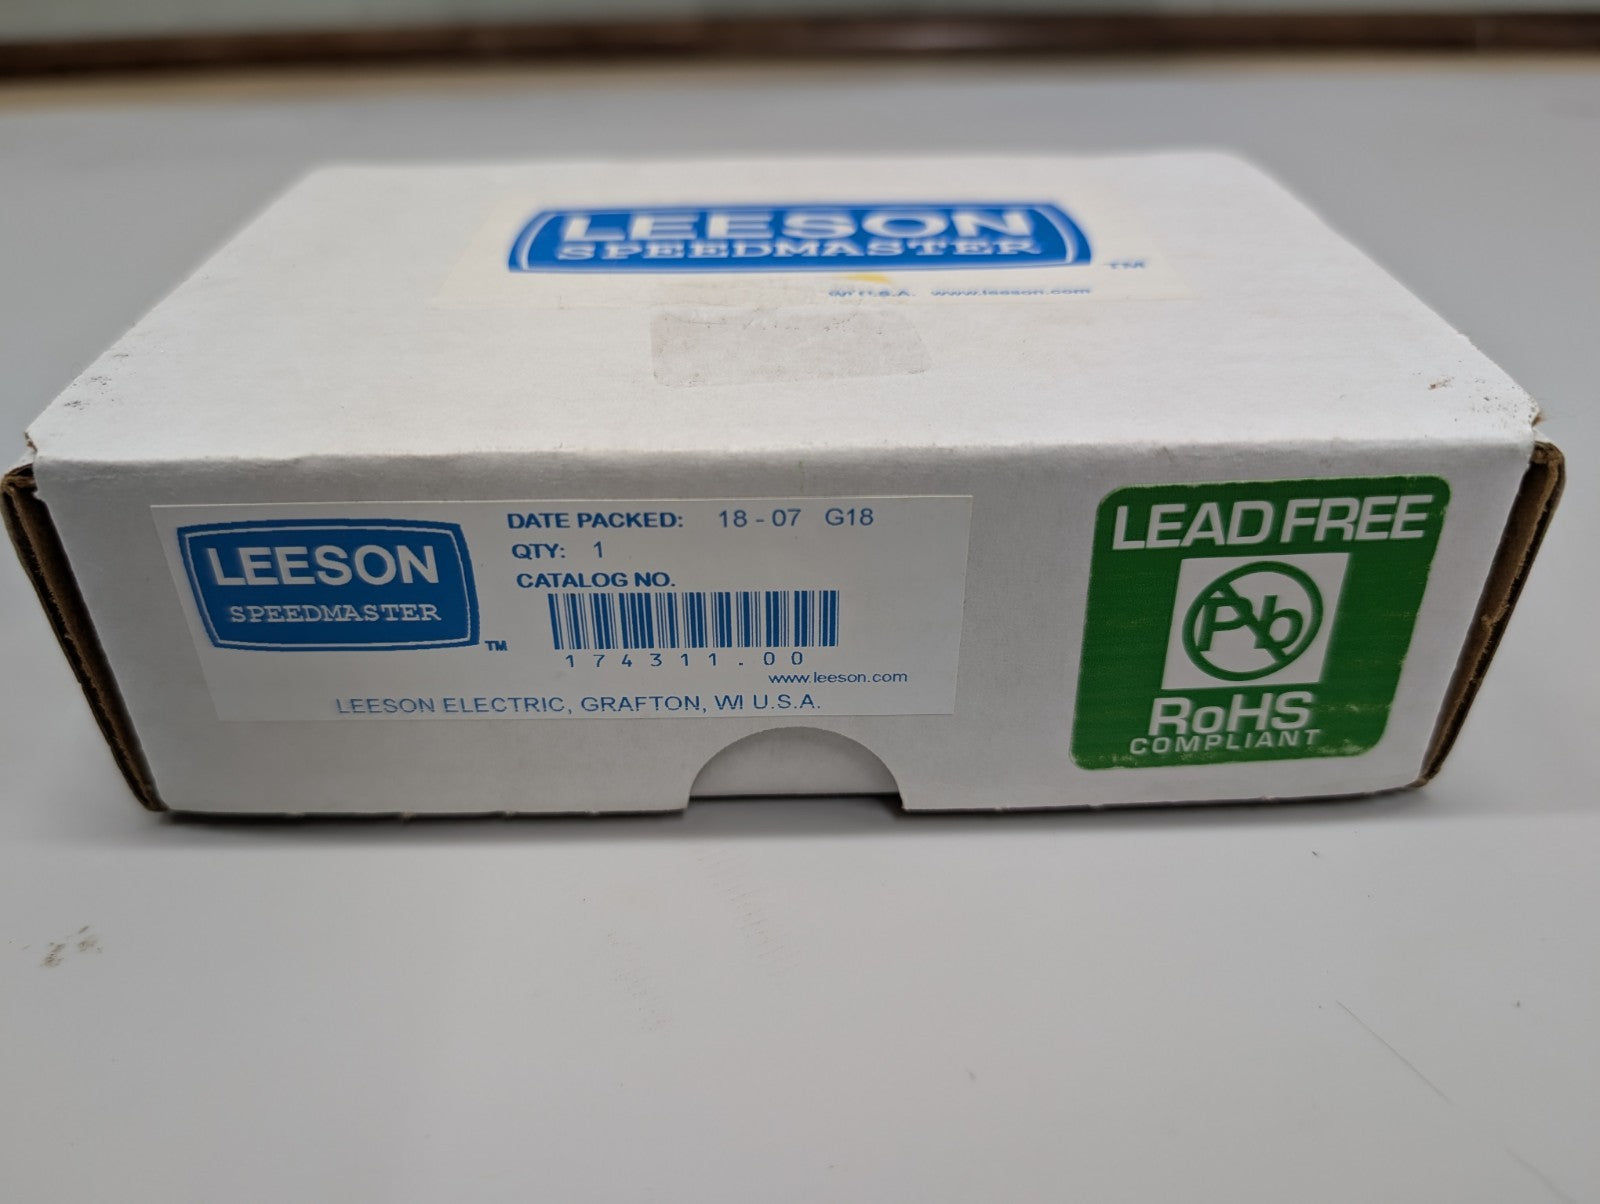 LEESON
SPEEDMASTER
TM
WI U.S.A. www.leeson.com
LEESON
SPEEDMASTER
TM
DATE PACKED: 18-07 G18
QTY: 1
CATALOG NO.
174311.00
www.leeson.com
LEESON ELECTRIC, GRAFTON, WI U.S.A.
LEAD FREE
Pb
RoHS
COMPLIANT